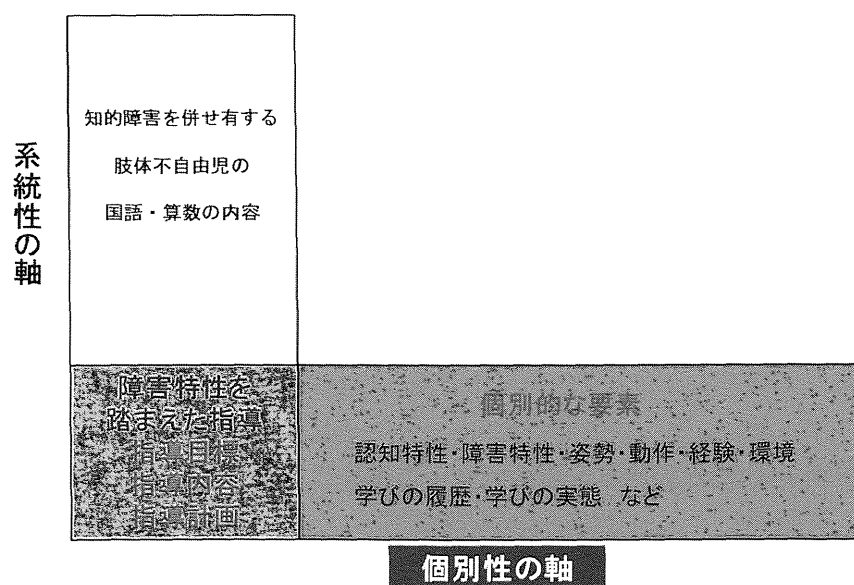 系統性の軸
知的障害を併せ有する
肢体不自由児の
国語・算数の内容
障害特性を
踏まえた指導
指導目標
指導内容
指導計画
個別的な要素
認知特性・障害特性・姿勢・動作・経験・環境
学びの履歴・学びの実態 など
個別性の軸